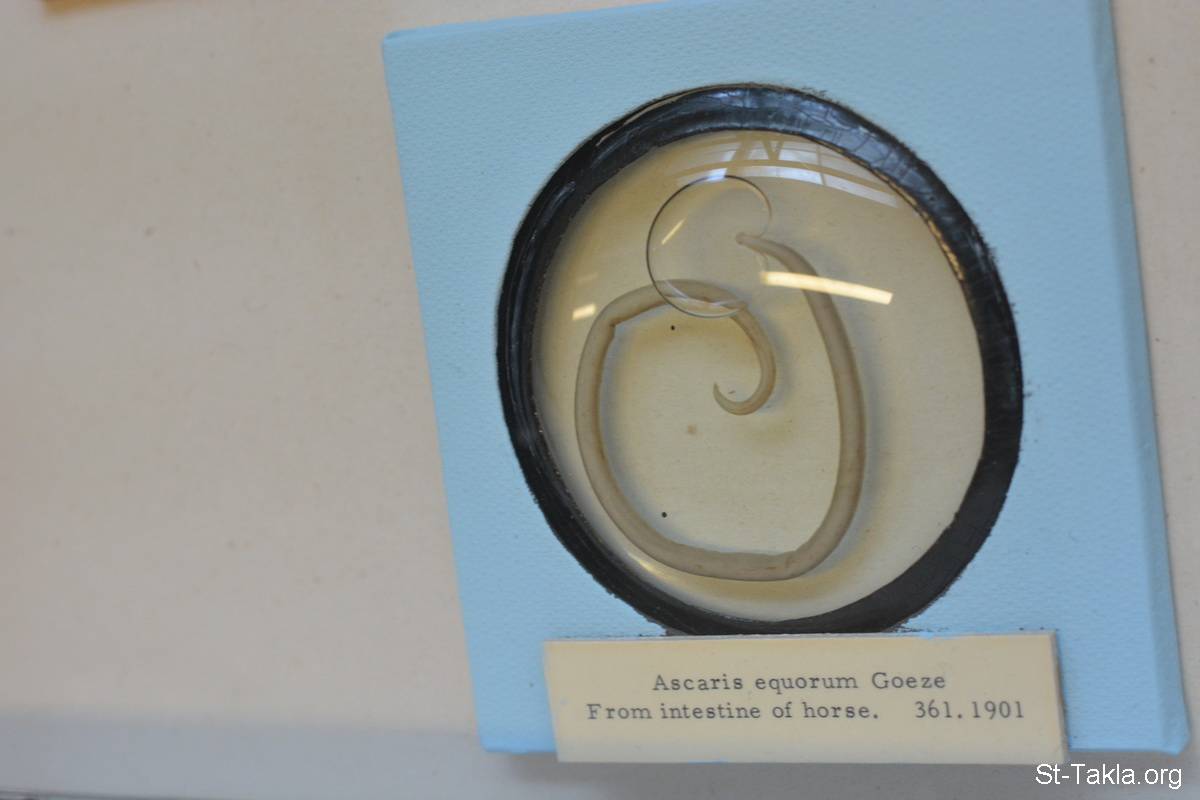 Ascaris equorum Goeze
From intestine of horse. 361.1901
St-Takla.org